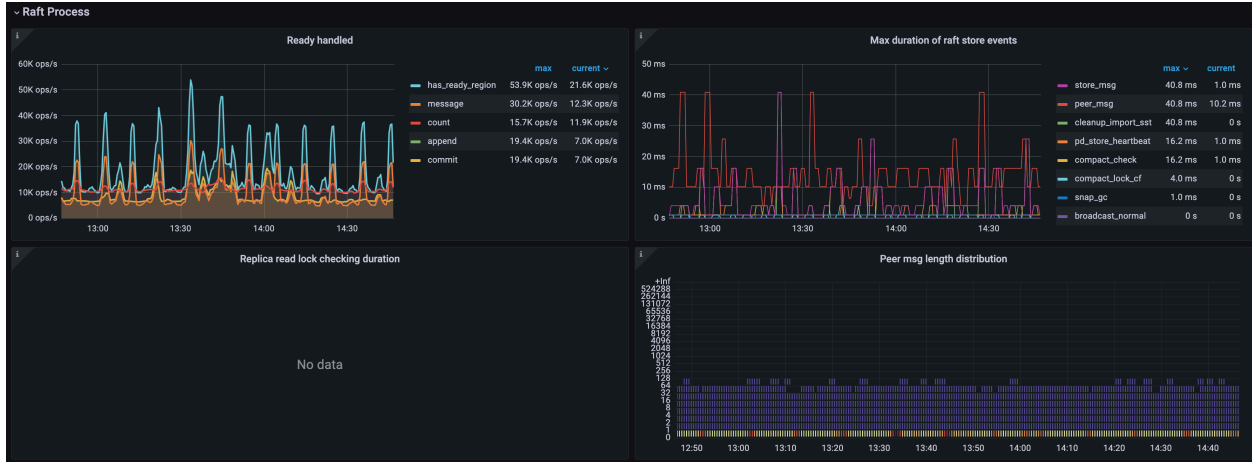 Raft Process
Ready handled
60K ops/s
50K ops/s
40K ops/s
30K ops/s
20K ops/s
10K ops/s
0 ops/s
13:00 13:30 14:00 14:30
max current
has_ready_region 53.9K ops/s 21.6K ops/s
message 30.2K ops/s 12.3K ops/s
count 15.7K ops/s 11.9K ops/s
append 19.4K ops/s 7.0K ops/s
commit 19.4K ops/s 7.0K ops/s
Max duration of raft store events
50 ms
40 ms
30 ms
20 ms
10 ms
0 s
13:00 13:30 14:00 14:30
max current
store_msg 40.8 ms 1.0 ms
peer_msg 40.8 ms 10.2 ms
cleanup_import_sst 40.8 ms 0 s
pd_store_heartbeat 16.2 ms 1.0 ms
compact_check 16.2 ms 1.0 ms
compact_lock_cf 4.0 ms 0 s
snap_gc 1.0 ms 0 s
broadcast_normal 0 s 0 s
Replica read lock checking duration
No data
Peer msg length distribution
+Inf
524288
262144
131072
65536
32768
16384
8192
4096
2048
1024
512
256
128
64
32
16
8
4
2
1
0
12:50 13:00 13:10 13:20 13:30 13:40 13:50 14:00 14:10 14:20 14:30 14:40